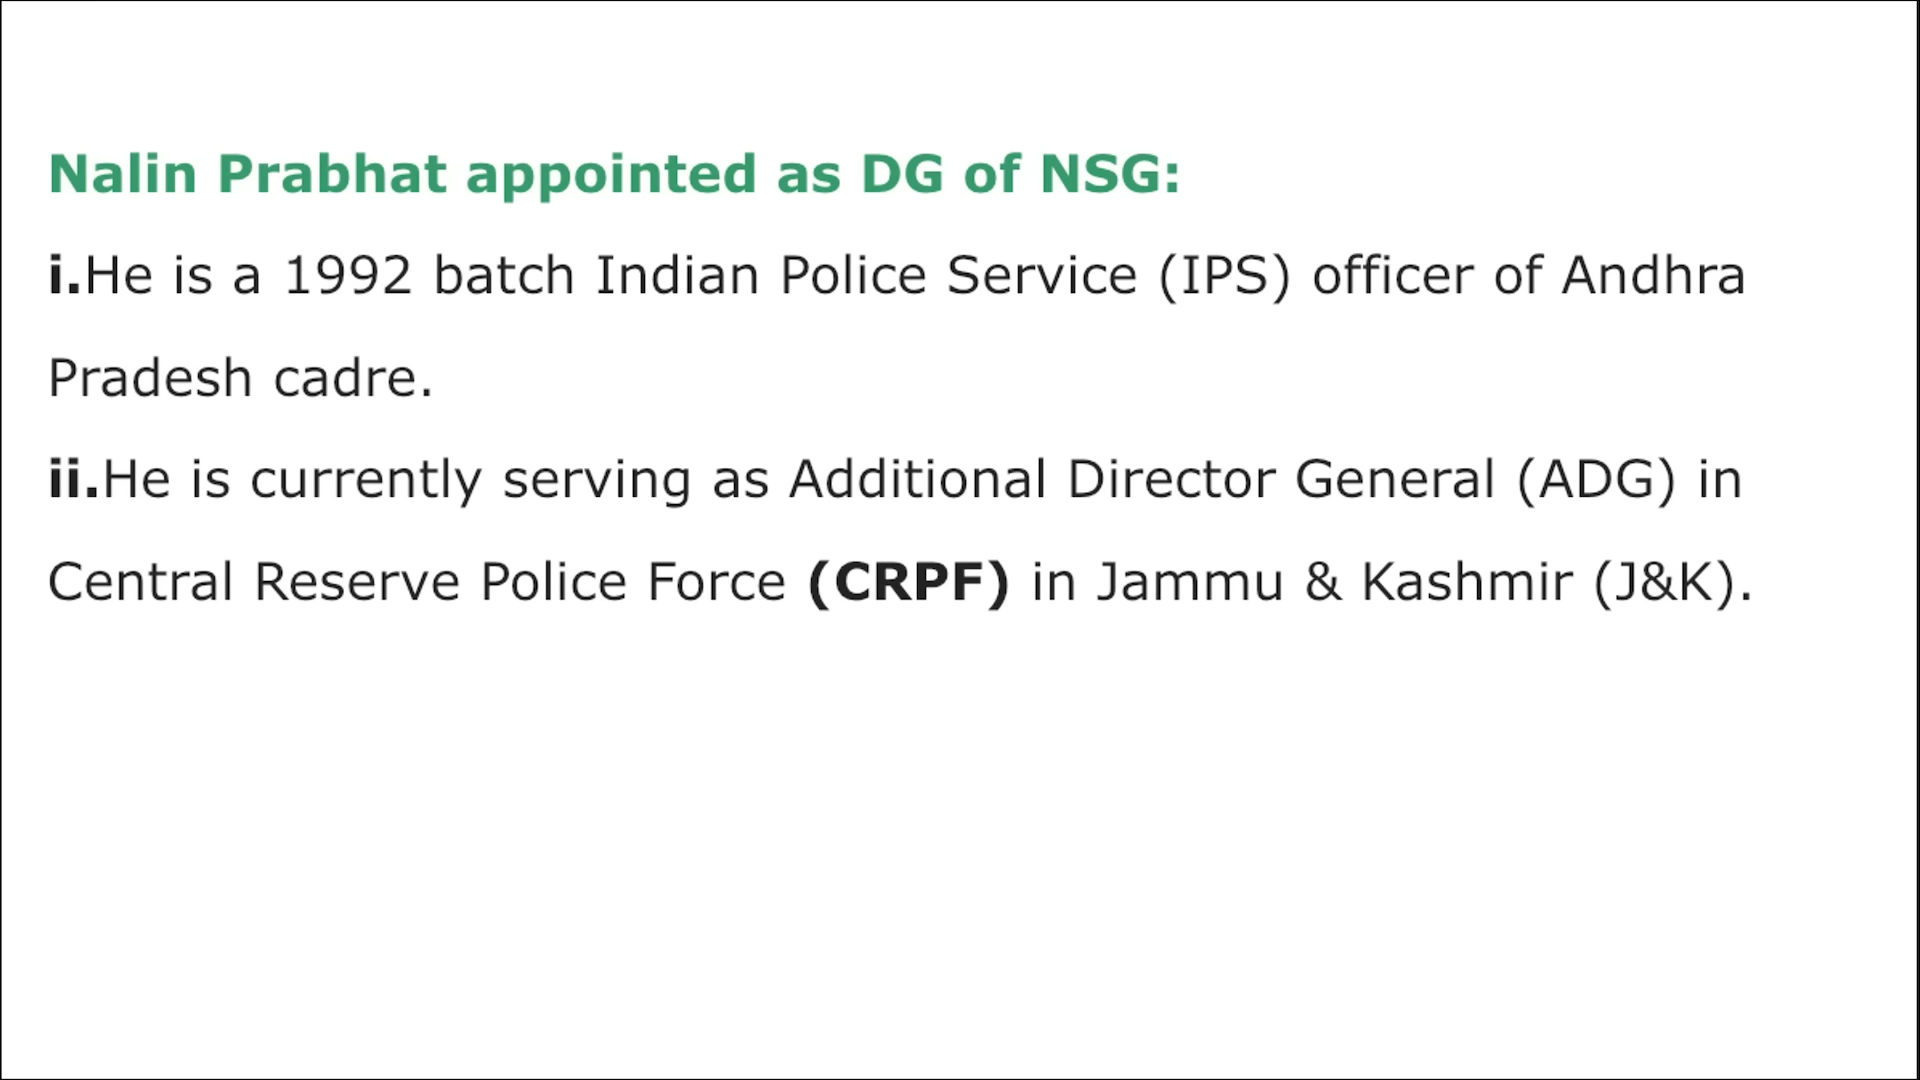 Nalin Prabhat appointed as DG of NSG:
i.He is a 1992 batch Indian Police Service (IPS) officer of Andhra
Pradesh cadre.
ii.He is currently serving as Additional Director General (ADG) in
Central Reserve Police Force (CRPF) in Jammu & Kashmir (J&K).